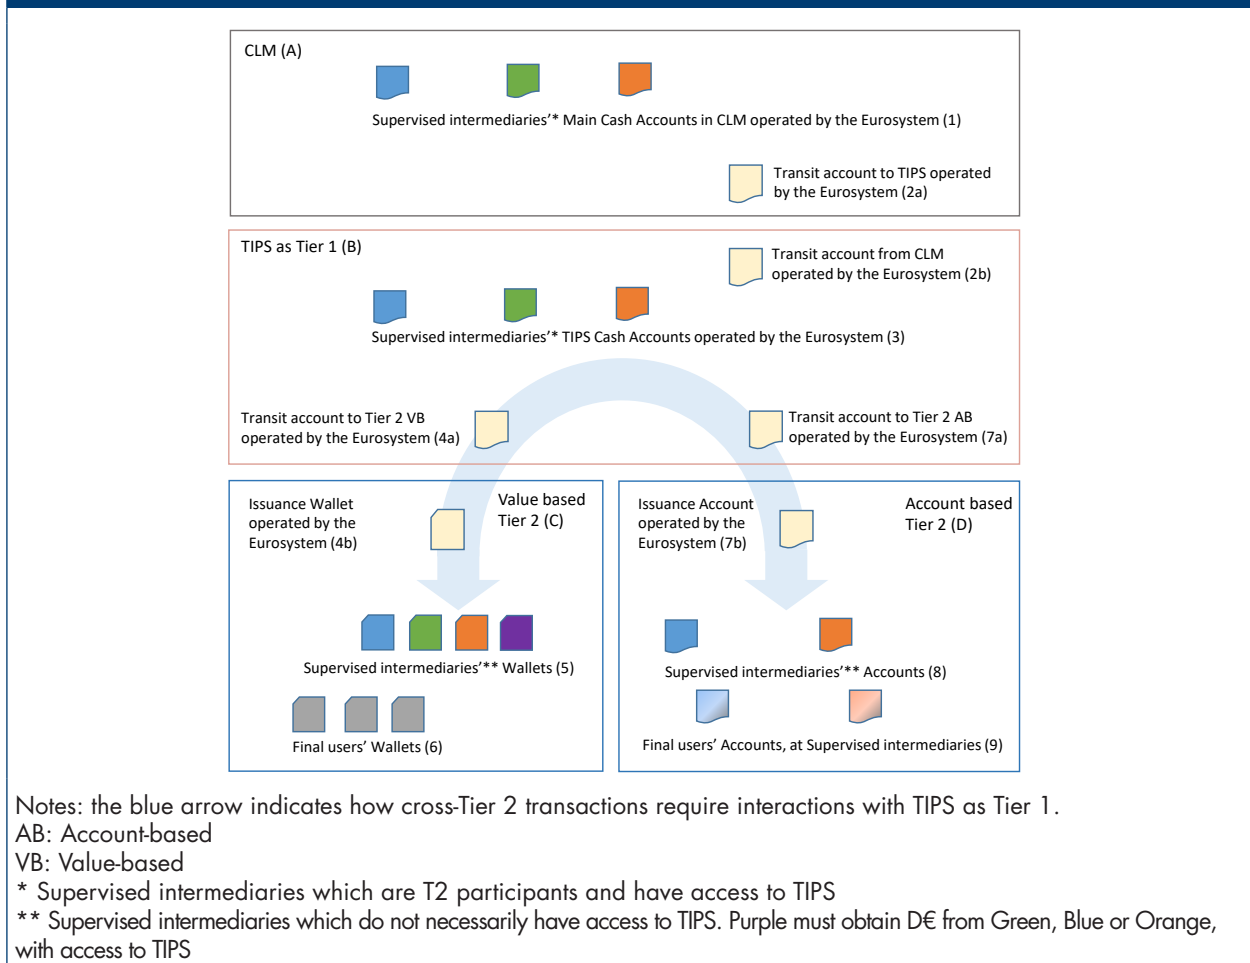 CLM (A)
Supervised intermediaries'* Main Cash Accounts in CLM operated by the Eurosystem (1)
Transit account to TIPS operated
by the Eurosystem (2a)
TIPS as Tier 1 (B)
Transit account from CLM
operated by the Eurosystem (2b)
Supervised intermediaries'* TIPS Cash Accounts operated by the Eurosystem (3)
Transit account to Tier 2 VB
operated by the Eurosystem (4a)
Transit account to Tier 2 AB
operated by the Eurosystem (7a)
Issuance Wallet
operated by the
Eurosystem (4b)
Value based
Tier 2 (C)
Supervised intermediaries'** Wallets (5)
Final users' Wallets (6)
Issuance Account
operated by the
Eurosystem (7b)
Account based
Tier 2 (D)
Supervised intermediaries'** Accounts (8)
Final users' Accounts, at Supervised intermediaries (9)
Notes: the blue arrow indicates how cross-Tier 2 transactions require interactions with TIPS as Tier 1.
AB: Account-based
VB: Value-based
* Supervised intermediaries which are T2 participants and have access to TIPS
** Supervised intermediaries which do not necessarily have access to TIPS. Purple must obtain D€ from Green, Blue or Orange,
with access to TIPS